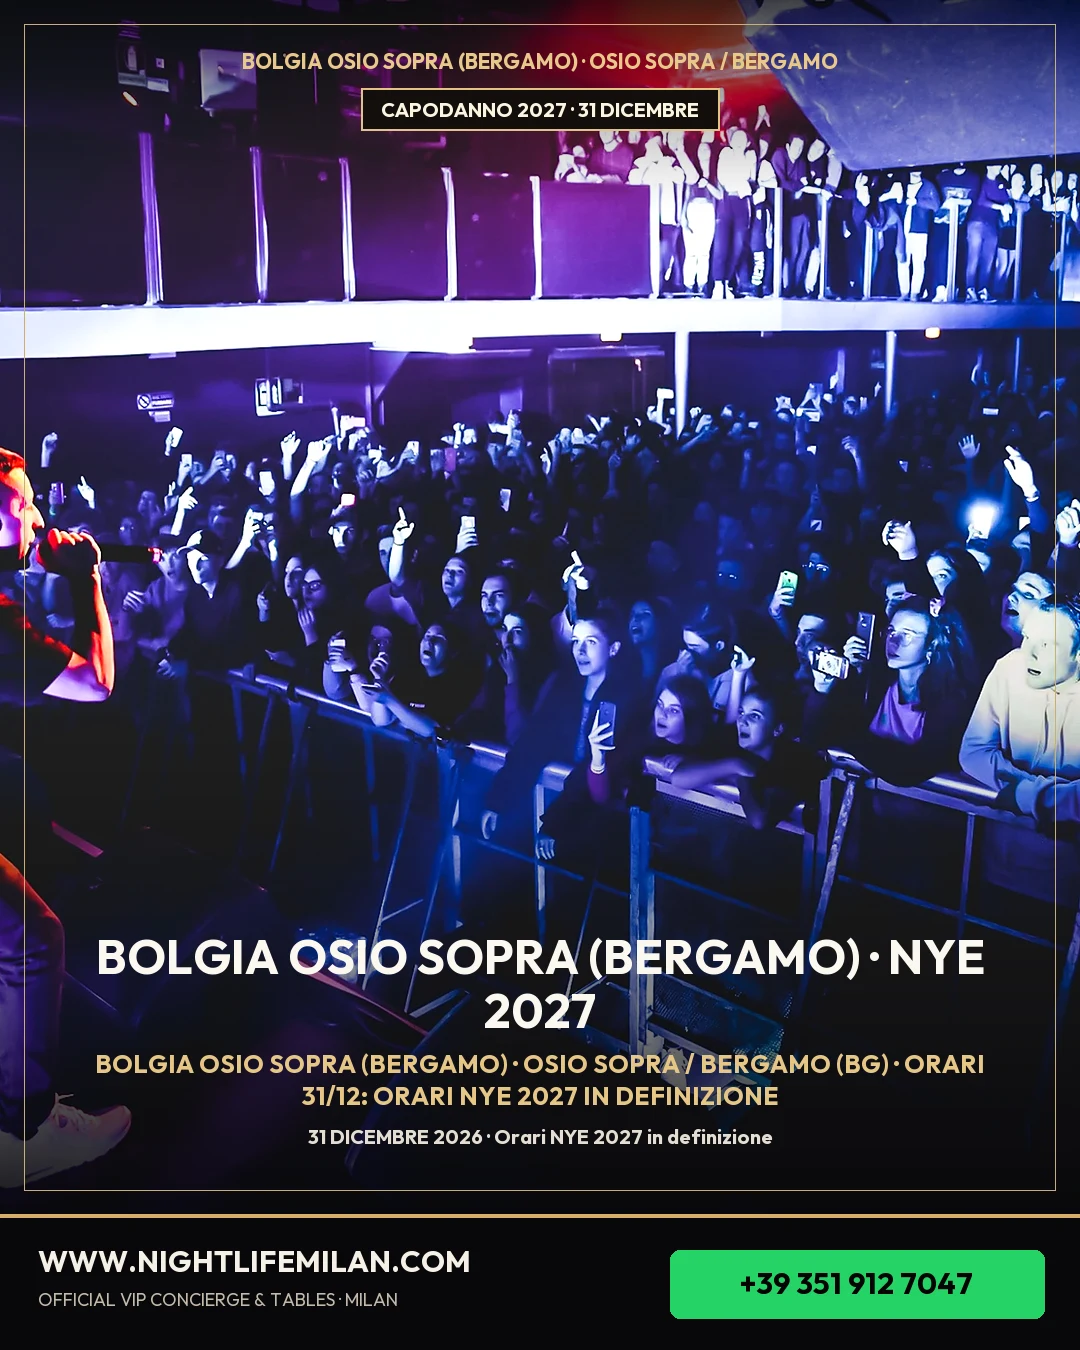 BOLGIA OSIO SOPRA (BERGAMO) · OSIO SOPRA / BERGAMO
CAPODANNO 2027 · 31 DICEMBRE
BOLGIA OSIO SOPRA (BERGAMO) · NYE
2027
BOLGIA OSIO SOPRA (BERGAMO) · OSIO SOPRA / BERGAMO (BG) · ORARI
31/12: ORARI NYE 2027 IN DEFINIZIONE
31 DICEMBRE 2026 · Orari NYE 2027 in definizione
WWW.NIGHTLIFEMILAN.COM
OFFICIAL VIP CONCIERGE & TABLES · MILAN
+39 351 912 7047